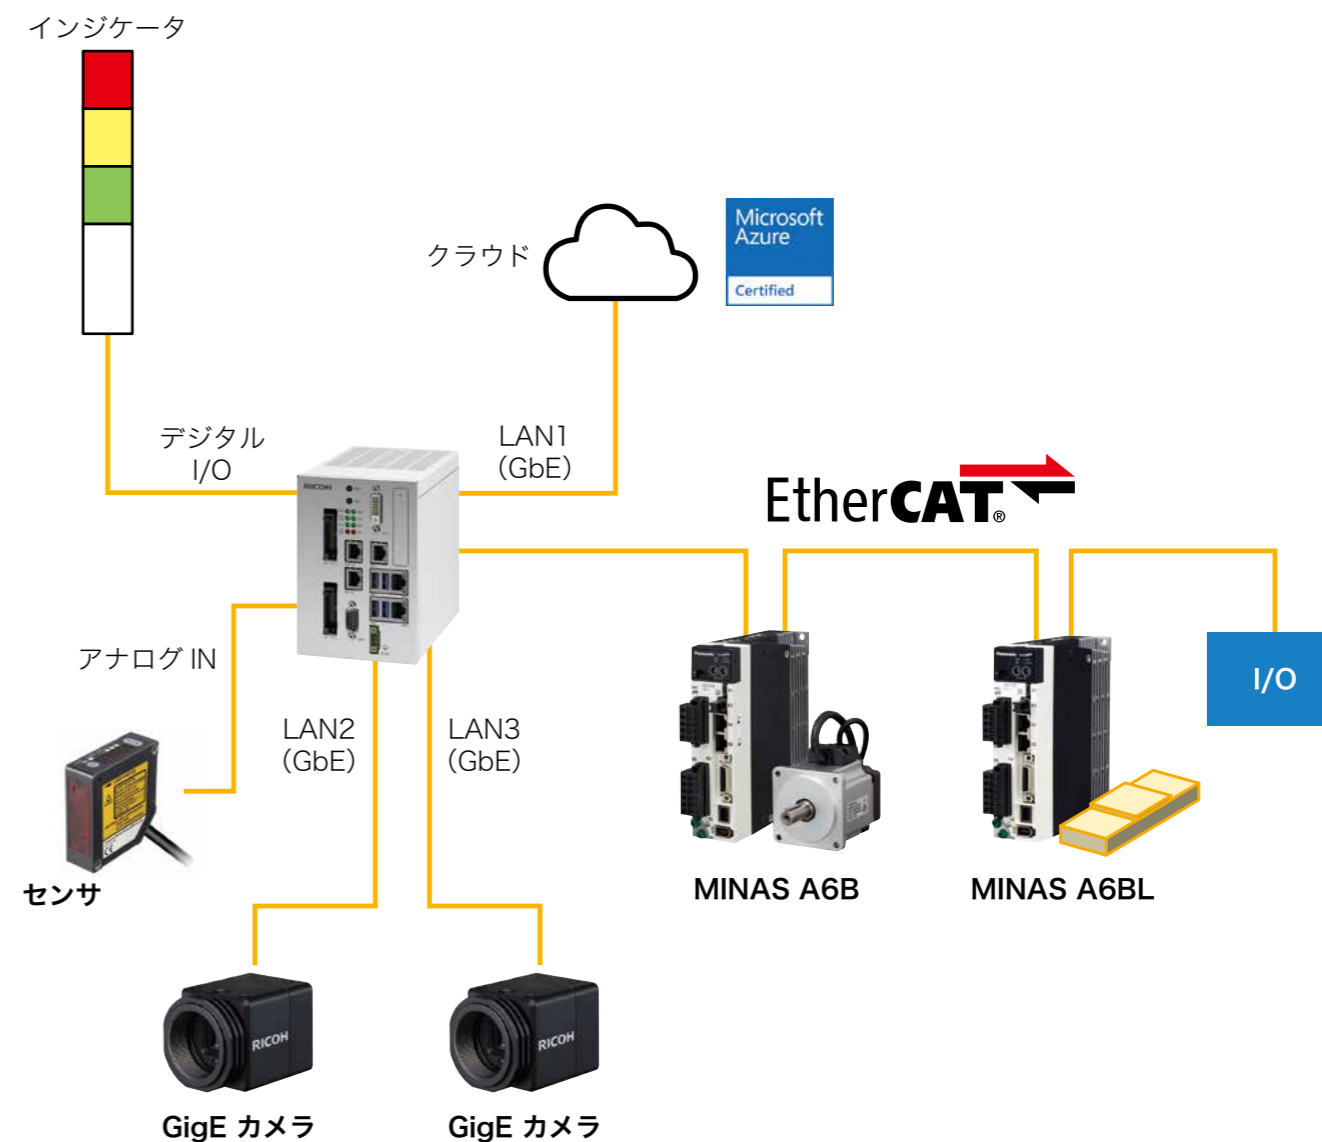 インジケータ
クラウド
Microsoft
Azure
Certified
デジタル
I/O
LAN1
(GbE)
EtherCAT®
RICOH
アナログ IN
I/O
LAN2
(GbE)
LAN3
(GbE)
Panasonic
Panasonic
センサ
MINAS A6B
MINAS A6BL
RICOH
RICOH
GigE カメラ
GigE カメラ